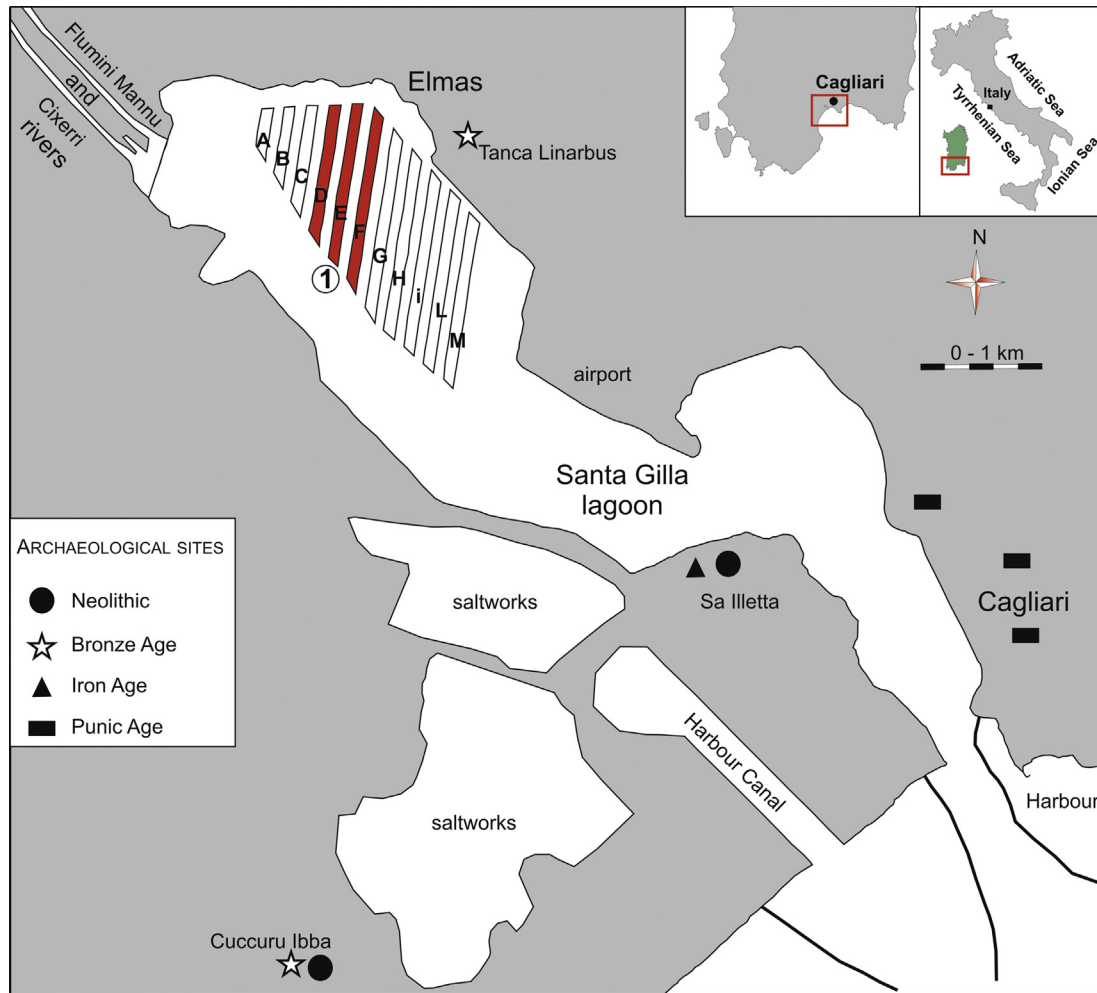 Flumini Mannu
and
Cixerri
rivers
Elmas
Tanca Linarbus
A
B
C
D
E
F
G
H
i
L
M
1
Cagliari
Italy
Adriatic Sea
Tyrrhenian Sea
Ionian Sea
N
0 - 1 km
airport
Santa Gilla
lagoon
ARCHAEOLOGICAL SITES
Neolithic
Bronze Age
Iron Age
Punic Age
saltworks
Sa Illetta
Cagliari
Harbour Canal
Harbour
saltworks
Cuccuru Ibba